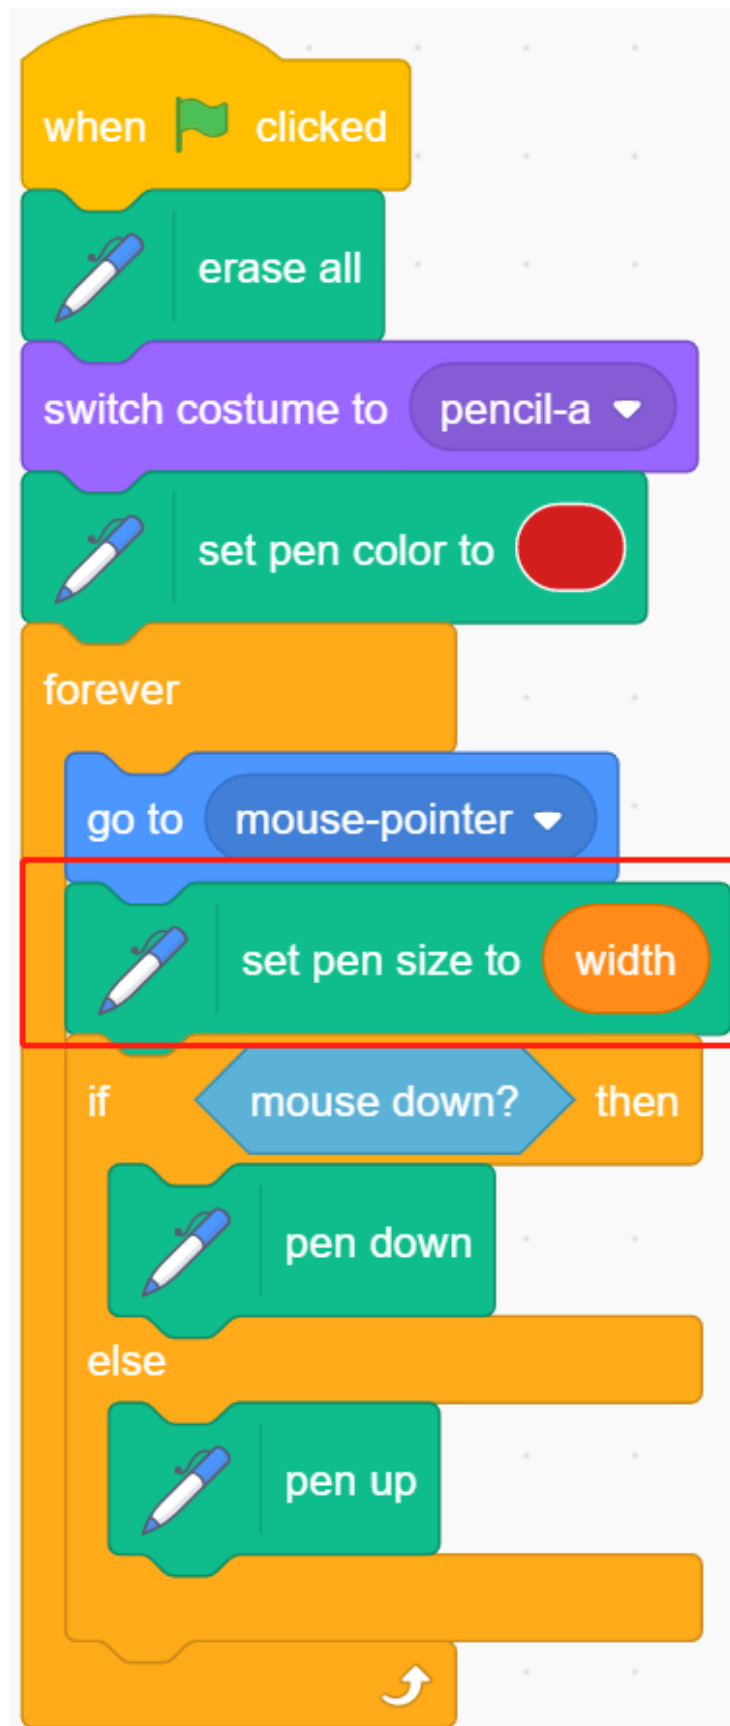 when clicked
erase all
switch costume to pencil-a
set pen color to
forever
go to mouse-pointer
set pen size to width
if mouse down? then
pen down
else
pen up